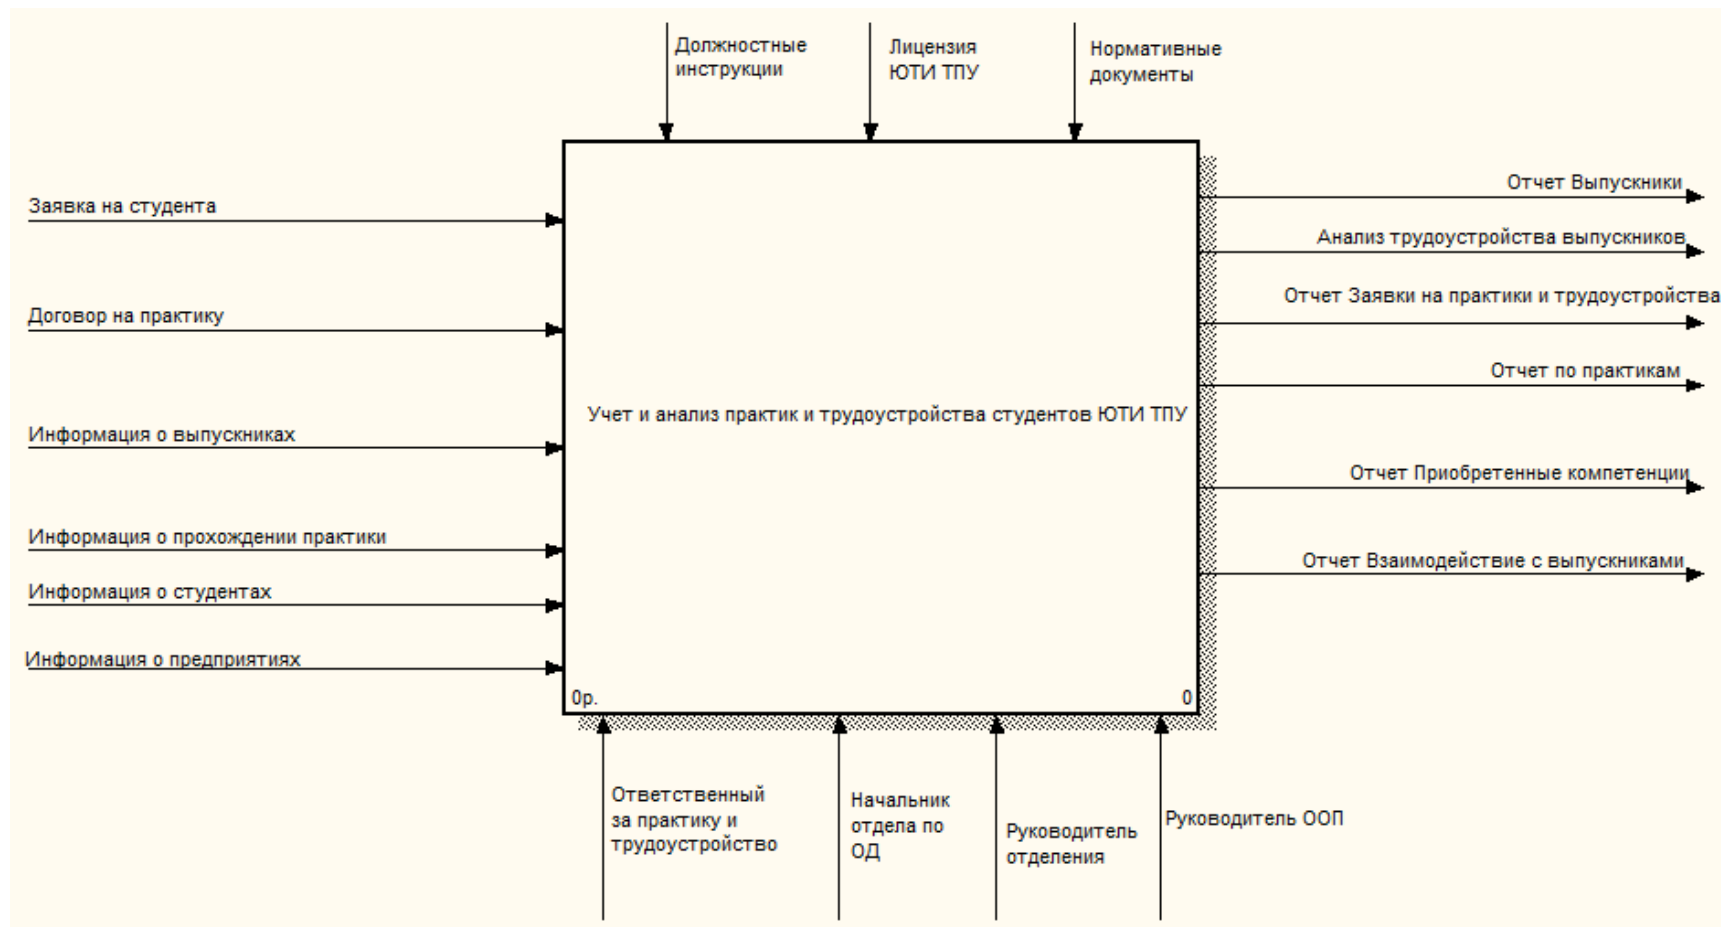 Должностные
инструкции
Лицензия
ЮТИ ТПУ
Нормативные
документы
Заявка на студента
Договор на практику
Информация о выпускниках
Информация о прохождении практики
Информация о студентах
Информация о предприятиях
Учет и анализ практик и трудоустройства студентов ЮТИ ТПУ
0р.
0
Отчет Выпускники
Анализ трудоустройства выпускников
Отчет Заявки на практики и трудоустройства
Отчет по практикам
Отчет Приобретенные компетенции
Отчет Взаимодействие с выпускниками
Ответственный
за практику и
трудоустройство
Начальник
отдела по
ОД
Руководитель
отделения
Руководитель ООП